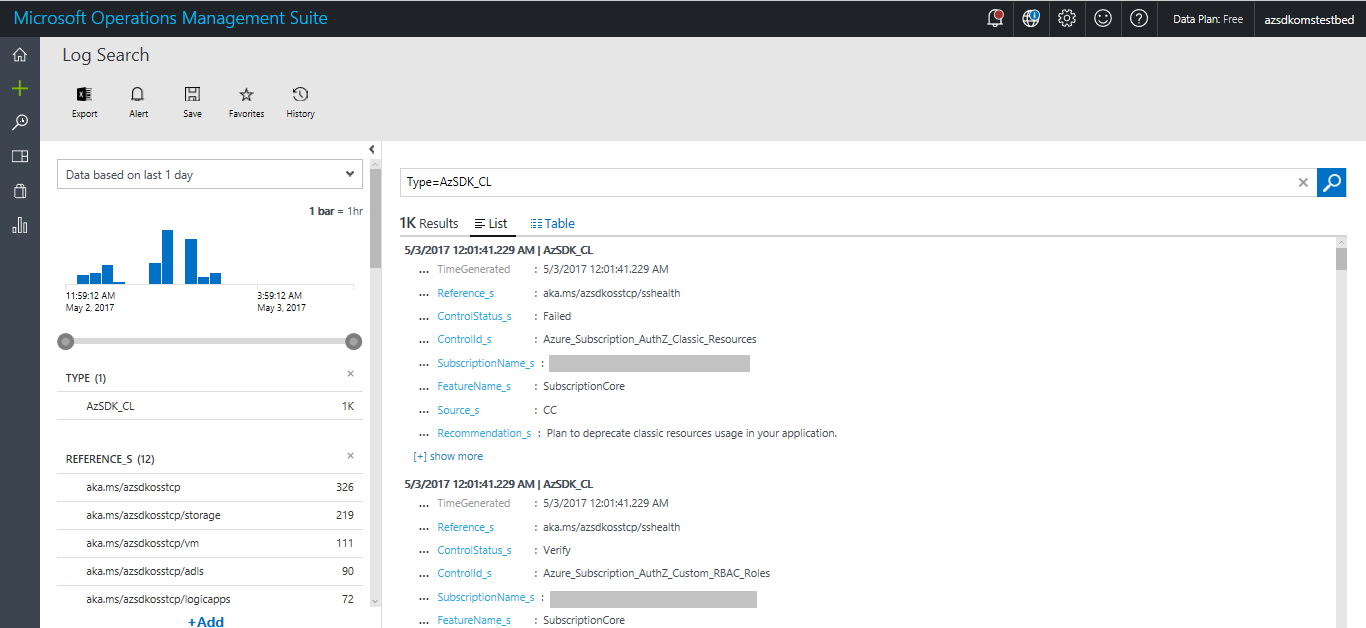 Microsoft Operations Management Suite
Data Plan: Free
azsdkomstestbed
Log Search
Export
Alert
Save
Favorites
History
Data based on last 1 day
1 bar = 1hr
11:59:12 AM
May 2, 2017
3:59:12 AM
May 3, 2017
TYPE (1)
AzSDK_CL 1K
REFERENCE_S (12)
aka.ms/azsdkosstcp 326
aka.ms/azsdkosstcp/storage 219
aka.ms/azsdkosstcp/vm 111
aka.ms/azsdkosstcp/adls 90
aka.ms/azsdkosstcp/logicapps 72
+Add
Type=AzSDK_CL
1K Results
List
Table
5/3/2017 12:01:41.229 AM | AzSDK_CL
... TimeGenerated : 5/3/2017 12:01:41.229 AM
... Reference_s : aka.ms/azsdkosstcp/sshealth
... ControlStatus_s : Failed
... ControlId_s : Azure_Subscription_AuthZ_Classic_Resources
... SubscriptionName_s :
... FeatureName_s : SubscriptionCore
... Source_s : CC
... Recommendation_s : Plan to deprecate classic resources usage in your application.
[+] show more
5/3/2017 12:01:41.229 AM | AzSDK_CL
... TimeGenerated : 5/3/2017 12:01:41.229 AM
... Reference_s : aka.ms/azsdkosstcp/sshealth
... ControlStatus_s : Verify
... ControlId_s : Azure_Subscription_AuthZ_Custom_RBAC_Roles
... SubscriptionName_s :
... FeatureName_s : SubscriptionCore